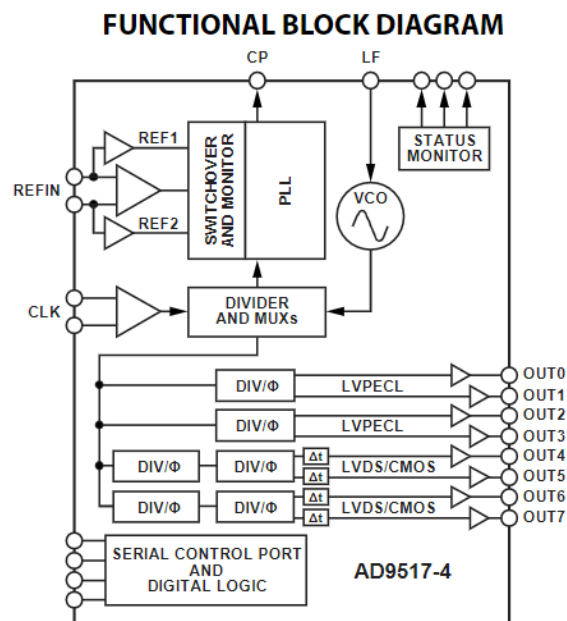 FUNCTIONAL BLOCK DIAGRAM
CP
LF
REF1
REFIN
REF2
SWITCHOVER
AND MONITOR
PLL
VCO
STATUS
MONITOR
CLK
DIVIDER
AND MUXs
DIV/Φ
LVPECL
OUT0
OUT1
DIV/Φ
LVPECL
OUT2
OUT3
DIV/Φ
DIV/Φ
Δt
Δt
LVDS/CMOS
OUT4
OUT5
DIV/Φ
DIV/Φ
Δt
Δt
LVDS/CMOS
OUT6
OUT7
SERIAL CONTROL PORT
AND
DIGITAL LOGIC
AD9517-4